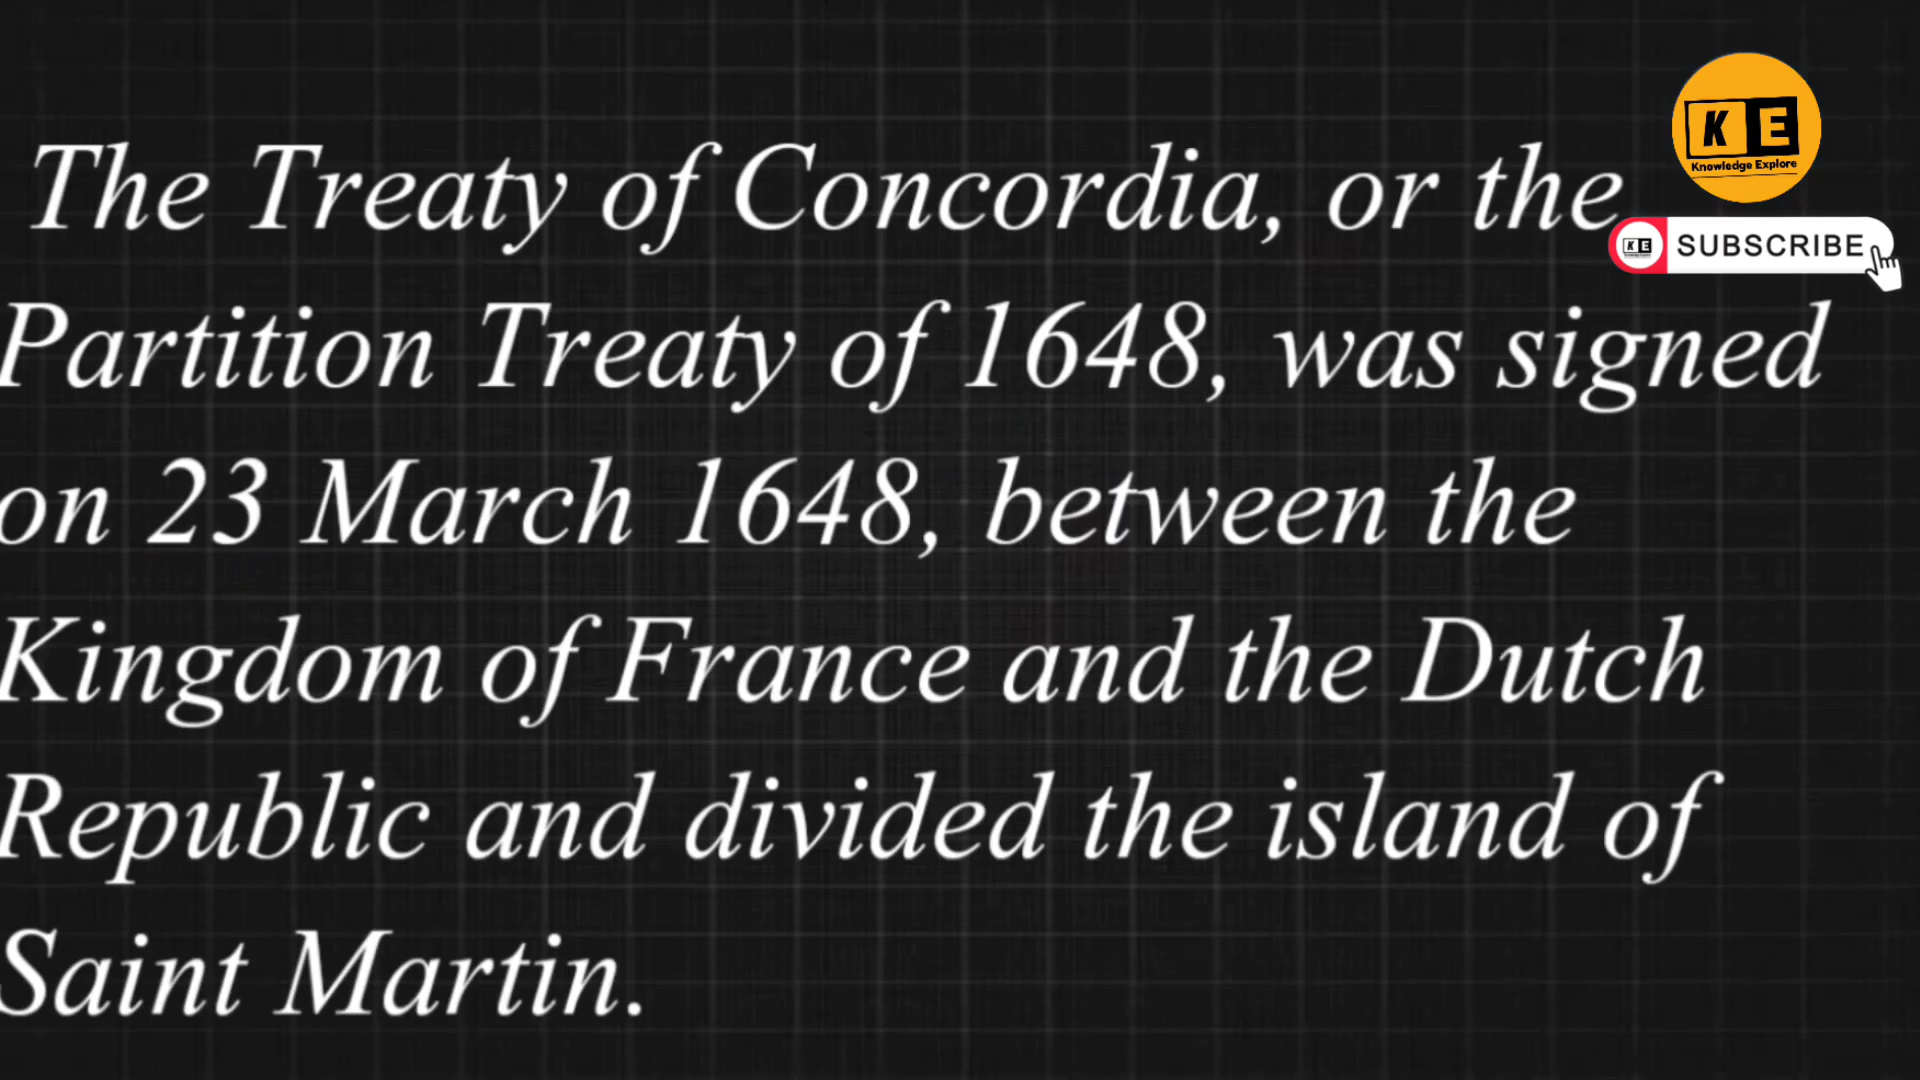 K E
Knowledge Explore
The Treaty of Concordia, or the
SUBSCRIBE
Partition Treaty of 1648, was signed
on 23 March 1648, between the
Kingdom of France and the Dutch
Republic and divided the island of
Saint Martin.